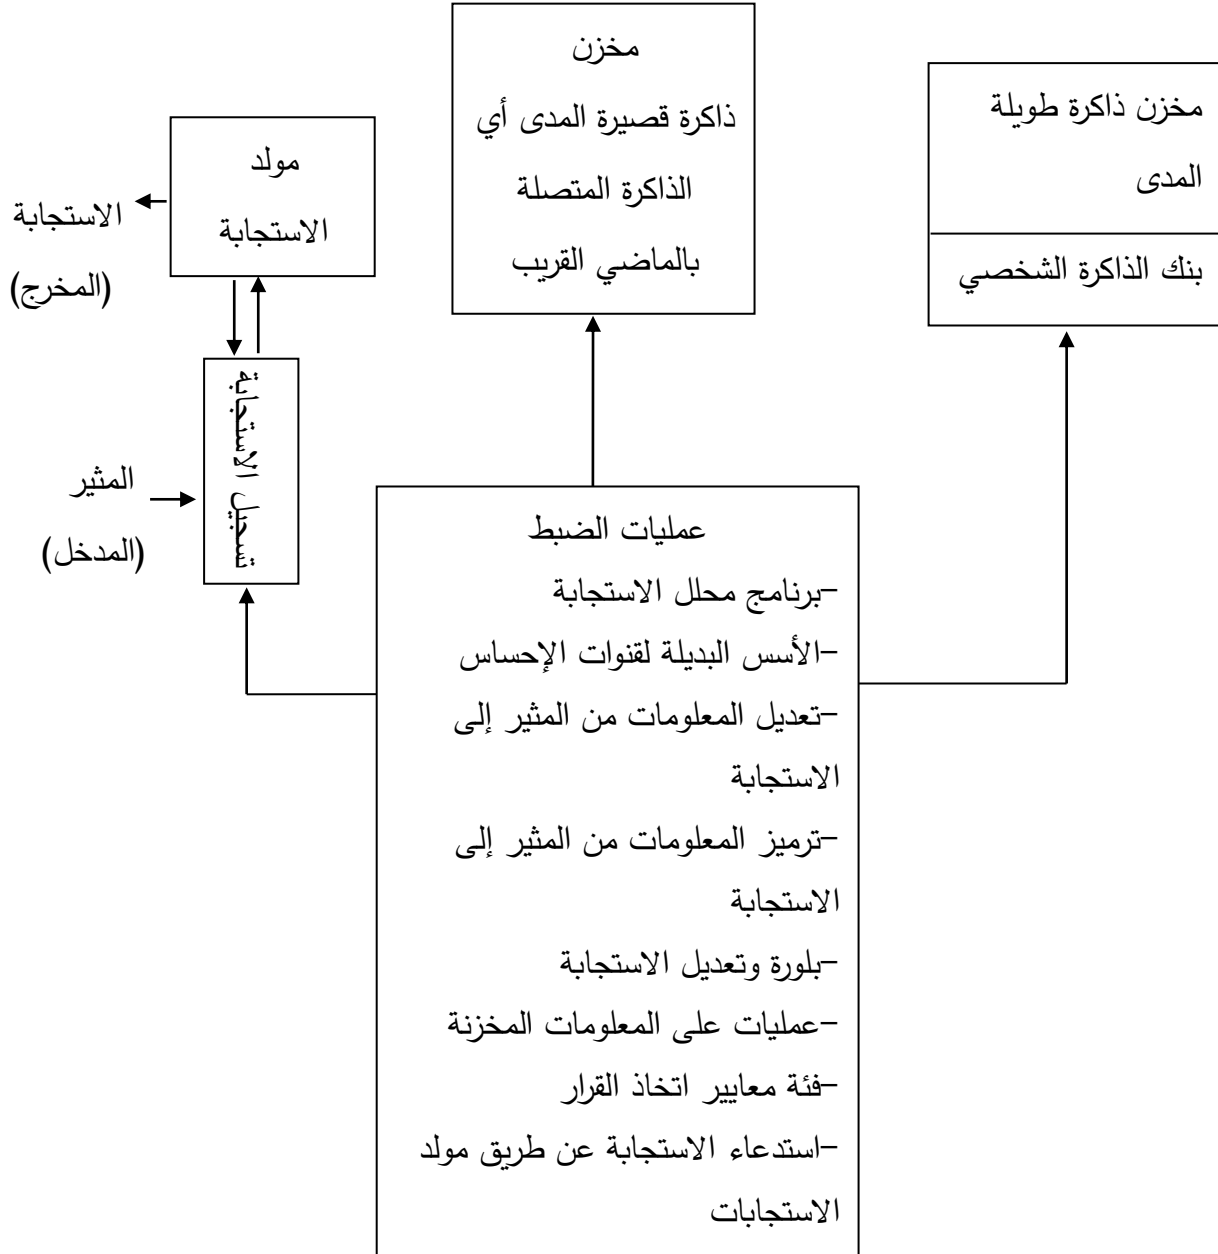 مخزن
ذاكرة قصيرة المدى أي
الذاكرة المتصلة
بالماضي القريب
مخزن ذاكرة طويلة
المدى
بنك الذاكرة الشخصي
مولد
الاستجابة
الاستجابة
(المخرج)
تسجيل الاستجابة
المثير
(المدخل)
عمليات الضبط
-برنامج محلل الاستجابة
-الأسس البديلة لقنوات الإحساس
-تعديل المعلومات من المثير إلى
الاستجابة
-ترميز المعلومات من المثير إلى
الاستجابة
-بلورة وتعديل الاستجابة
-عمليات على المعلومات المخزنة
-فئة معايير اتخاذ القرار
-استدعاء الاستجابة عن طريق مولد
الاستجابات